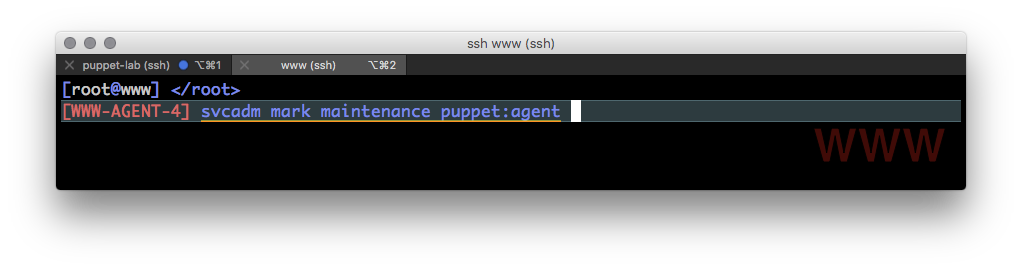 ssh www (ssh)
puppet-lab (ssh) ⌥⌘1 www (ssh) ⌥⌘2
[root@www] </root>
[WWW-AGENT-4] svcadm mark maintenance puppet:agent
WWW